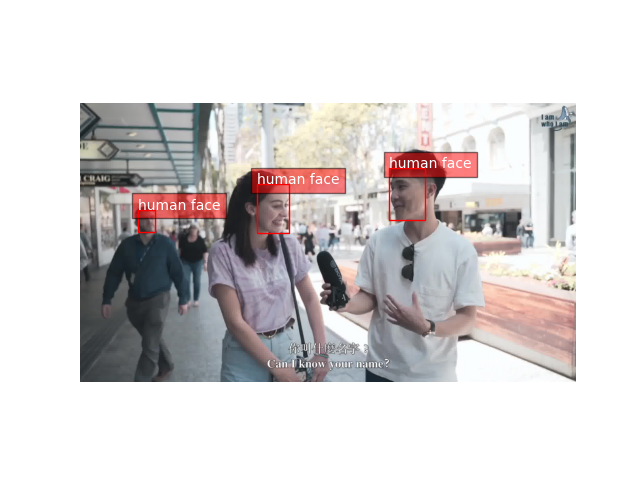 human face
human face
human face
I am
who I am
CRAIG
你叫什麼名字？
Can I know your name?